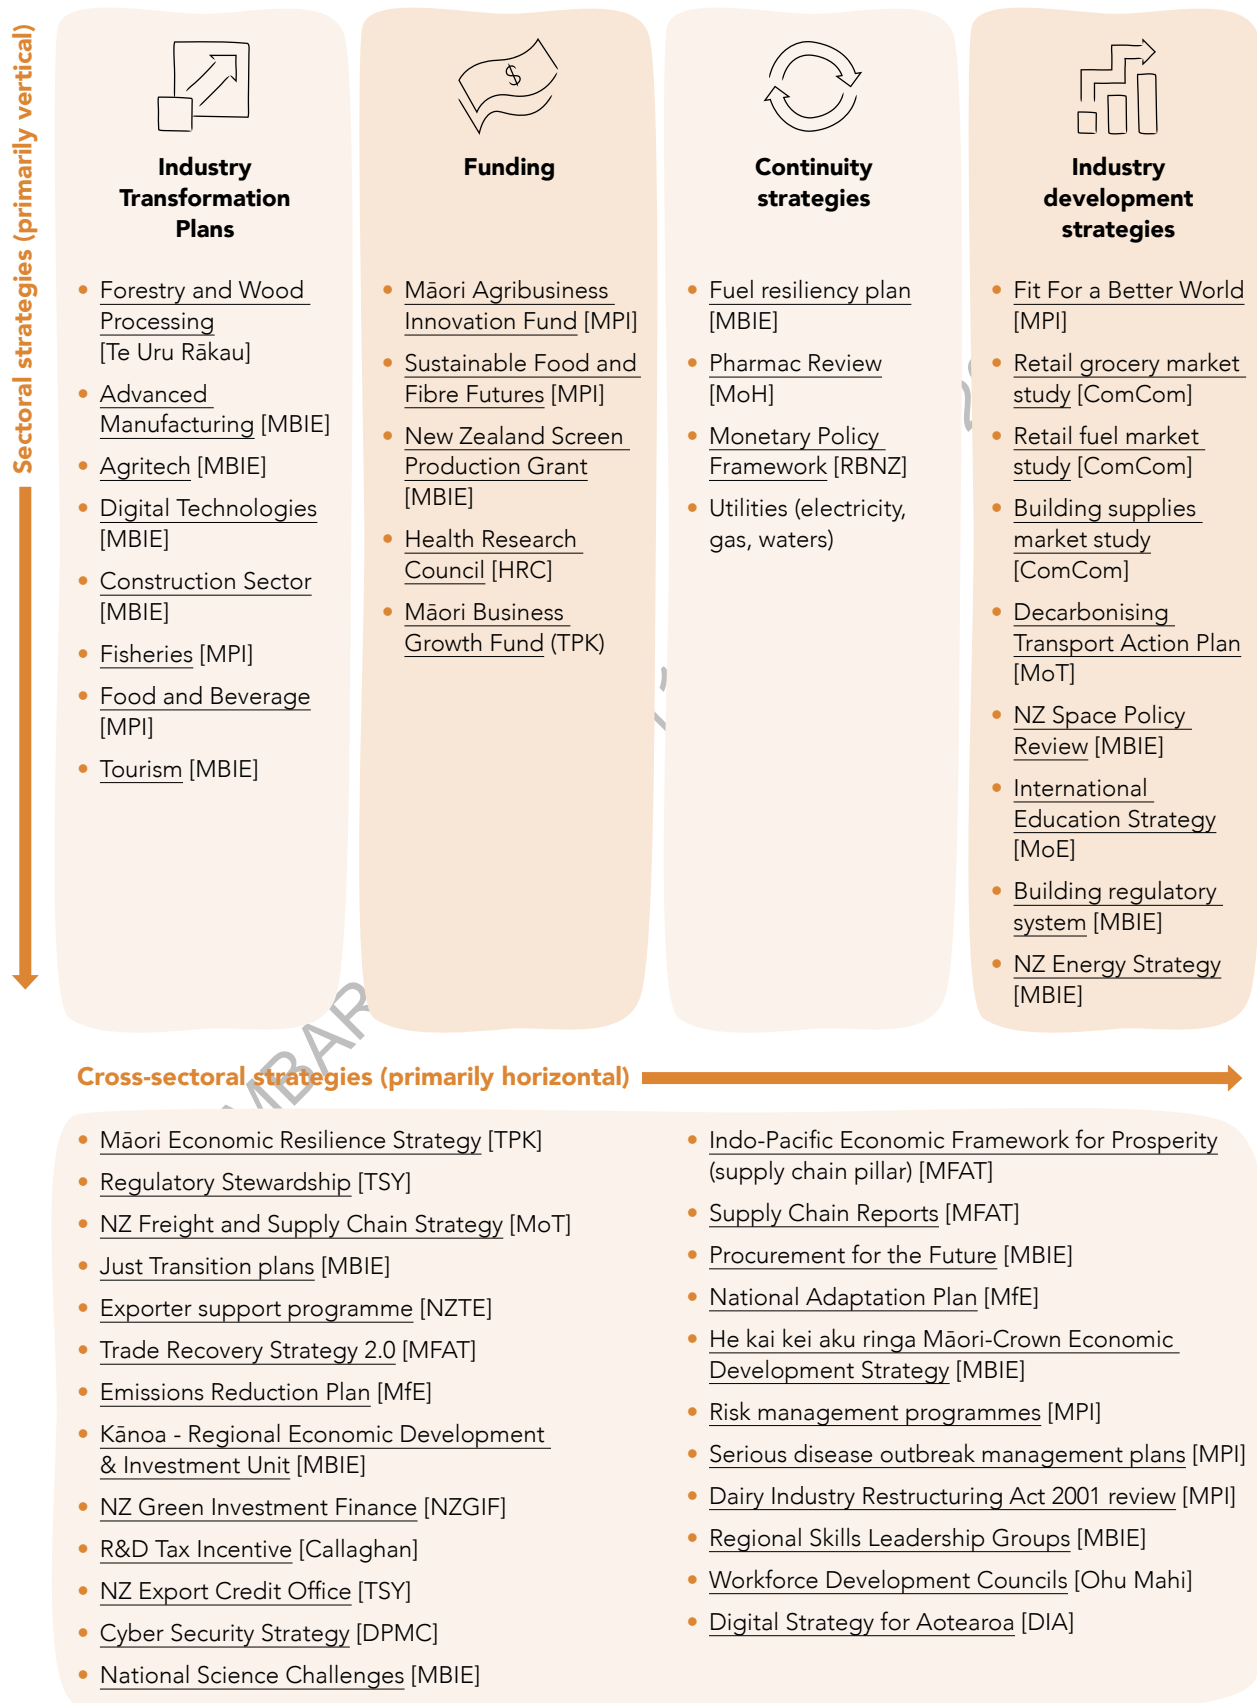 Sectoral strategies (primarily vertical)
Industry
Transformation
Plans
• Forestry and Wood
Processing
[Te Uru Rākau]
• Advanced
Manufacturing [MBIE]
• Agritech [MBIE]
• Digital Technologies
[MBIE]
• Construction Sector
[MBIE]
• Fisheries [MPI]
• Food and Beverage
[MPI]
• Tourism [MBIE]
$
Funding
• Māori Agribusiness
Innovation Fund [MPI]
• Sustainable Food and
Fibre Futures [MPI]
• New Zealand Screen
Production Grant
[MBIE]
• Health Research
Council [HRC]
• Māori Business
Growth Fund (TPK)
Continuity
strategies
• Fuel resiliency plan
[MBIE]
• Pharmac Review
[MoH]
• Monetary Policy
Framework [RBNZ]
• Utilities (electricity,
gas, waters)
Industry
development
strategies
• Fit For a Better World
[MPI]
• Retail grocery market
study [ComCom]
• Retail fuel market
study [ComCom]
• Building supplies
market study
[ComCom]
• Decarbonising
Transport Action Plan
[MoT]
• NZ Space Policy
Review [MBIE]
• International
Education Strategy
[MoE]
• Building regulatory
system [MBIE]
• NZ Energy Strategy
[MBIE]
Cross-sectoral strategies (primarily horizontal)
• Māori Economic Resilience Strategy [TPK]
• Regulatory Stewardship [TSY]
• NZ Freight and Supply Chain Strategy [MoT]
• Just Transition plans [MBIE]
• Exporter support programme [NZTE]
• Trade Recovery Strategy 2.0 [MFAT]
• Emissions Reduction Plan [MfE]
• Kānoa - Regional Economic Development
& Investment Unit [MBIE]
• NZ Green Investment Finance [NZGIF]
• R&D Tax Incentive [Callaghan]
• NZ Export Credit Office [TSY]
• Cyber Security Strategy [DPMC]
• National Science Challenges [MBIE]
• Indo-Pacific Economic Framework for Prosperity
(supply chain pillar) [MFAT]
• Supply Chain Reports [MFAT]
• Procurement for the Future [MBIE]
• National Adaptation Plan [MfE]
• He kai kei aku ringa Māori-Crown Economic
Development Strategy [MBIE]
• Risk management programmes [MPI]
• Serious disease outbreak management plans [MPI]
• Dairy Industry Restructuring Act 2001 review [MPI]
• Regional Skills Leadership Groups [MBIE]
• Workforce Development Councils [Ohu Mahi]
• Digital Strategy for Aotearoa [DIA]